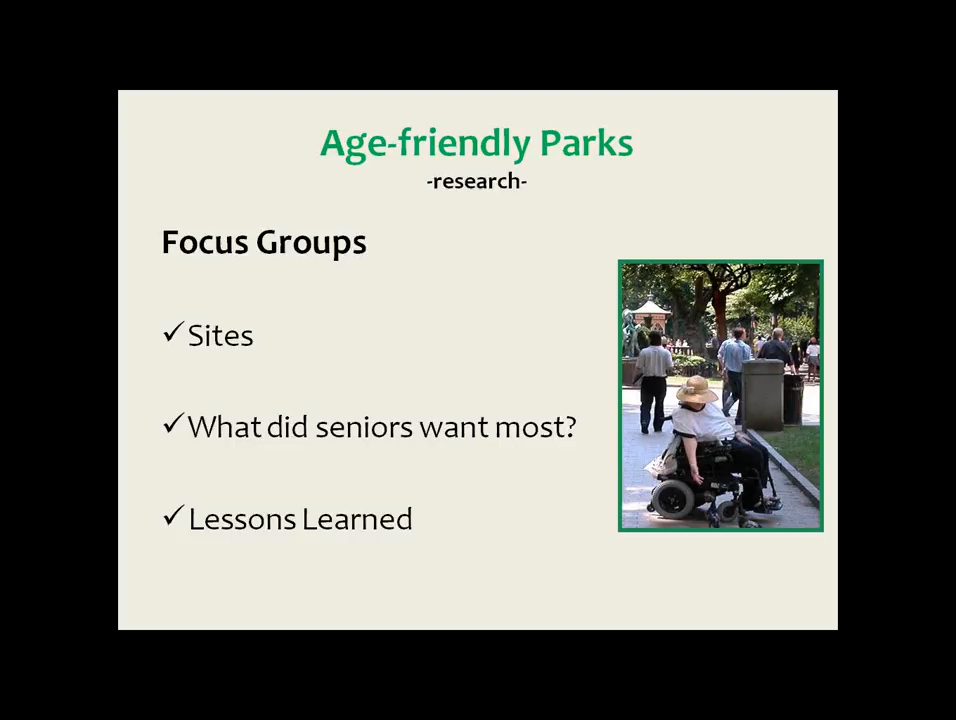 Age-friendly Parks
-research-
Focus Groups
✓Sites
✓What did seniors want most?
✓Lessons Learned